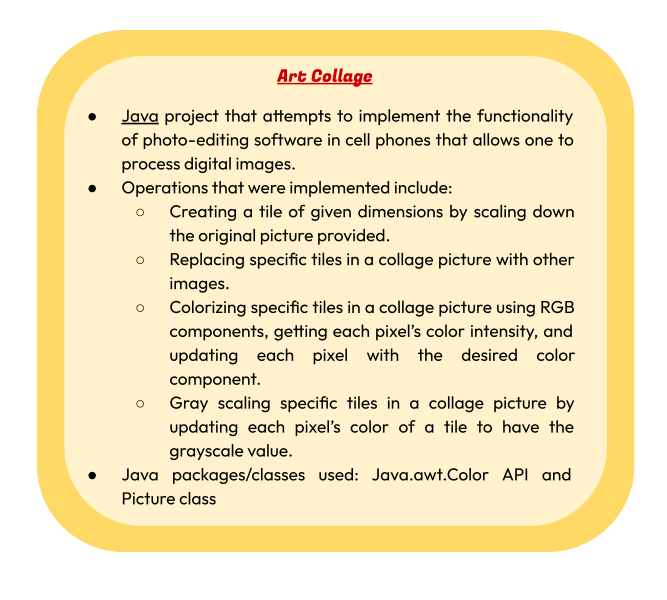 Art Collage
● Java project that attempts to implement the functionality
of photo-editing software in cell phones that allows one to
process digital images.
● Operations that were implemented include:
○ Creating a tile of given dimensions by scaling down
the original picture provided.
○ Replacing specific tiles in a collage picture with other
images.
○ Colorizing specific tiles in a collage picture using RGB
components, getting each pixel’s color intensity, and
updating each pixel with the desired color
component.
○ Gray scaling specific tiles in a collage picture by
updating each pixel’s color of a tile to have the
grayscale value.
● Java packages/classes used: Java.awt.Color API and
Picture class